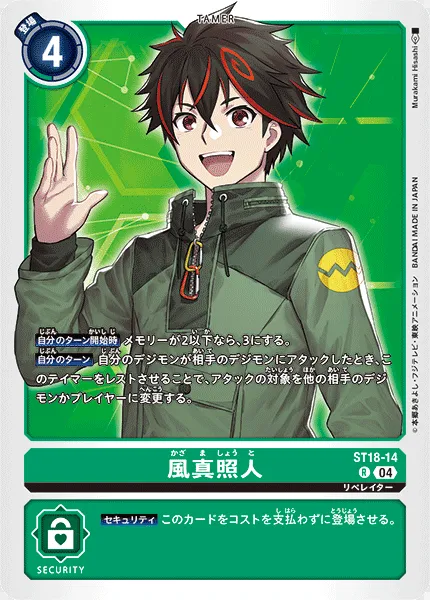 TAMER
登場
4
Murakami Hisashi
©本郷あきよし・フジテレビ・東映アニメーション BANDAI MADE IN JAPAN
自分のターン開始時 メモリーが2以下なら、3にする。
自分のターン 自分のデジモンが相手のデジモンにアタックしたとき、こ
のテイマーをレストさせることで、アタックの対象を他の相手のデジ
モンかプレイヤーに変更する。
かざ ま しょう と
風真照人
ST18-14
R 04
リベレイター
セキュリティ このカードをコストを支払わずに登場させる。
SECURITY